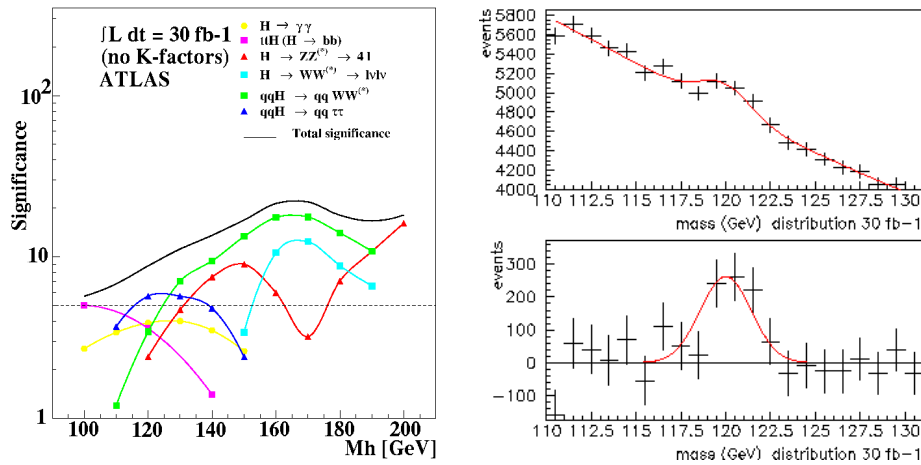 ∫L dt = 30 fb-1
(no K-factors)
ATLAS
H → γγ
ttH (H → bb)
H → ZZ(*) → 4 l
H → WW(*) → lνlν
qqH → qq WW(*)
qqH → qq ττ
Total significance
Significance
10²
10
1
100 120 140 160 180 200
Mh [GeV]
events
5800
5600
5400
5200
5000
4800
4600
4400
4200
4000
110 112.5 115 117.5 120 122.5 125 127.5 130
mass (GeV) distribution 30 fb-1
events
300
200
100
0
-100
110 112.5 115 117.5 120 122.5 125 127.5 130
mass (GeV) distribution 30 fb-1